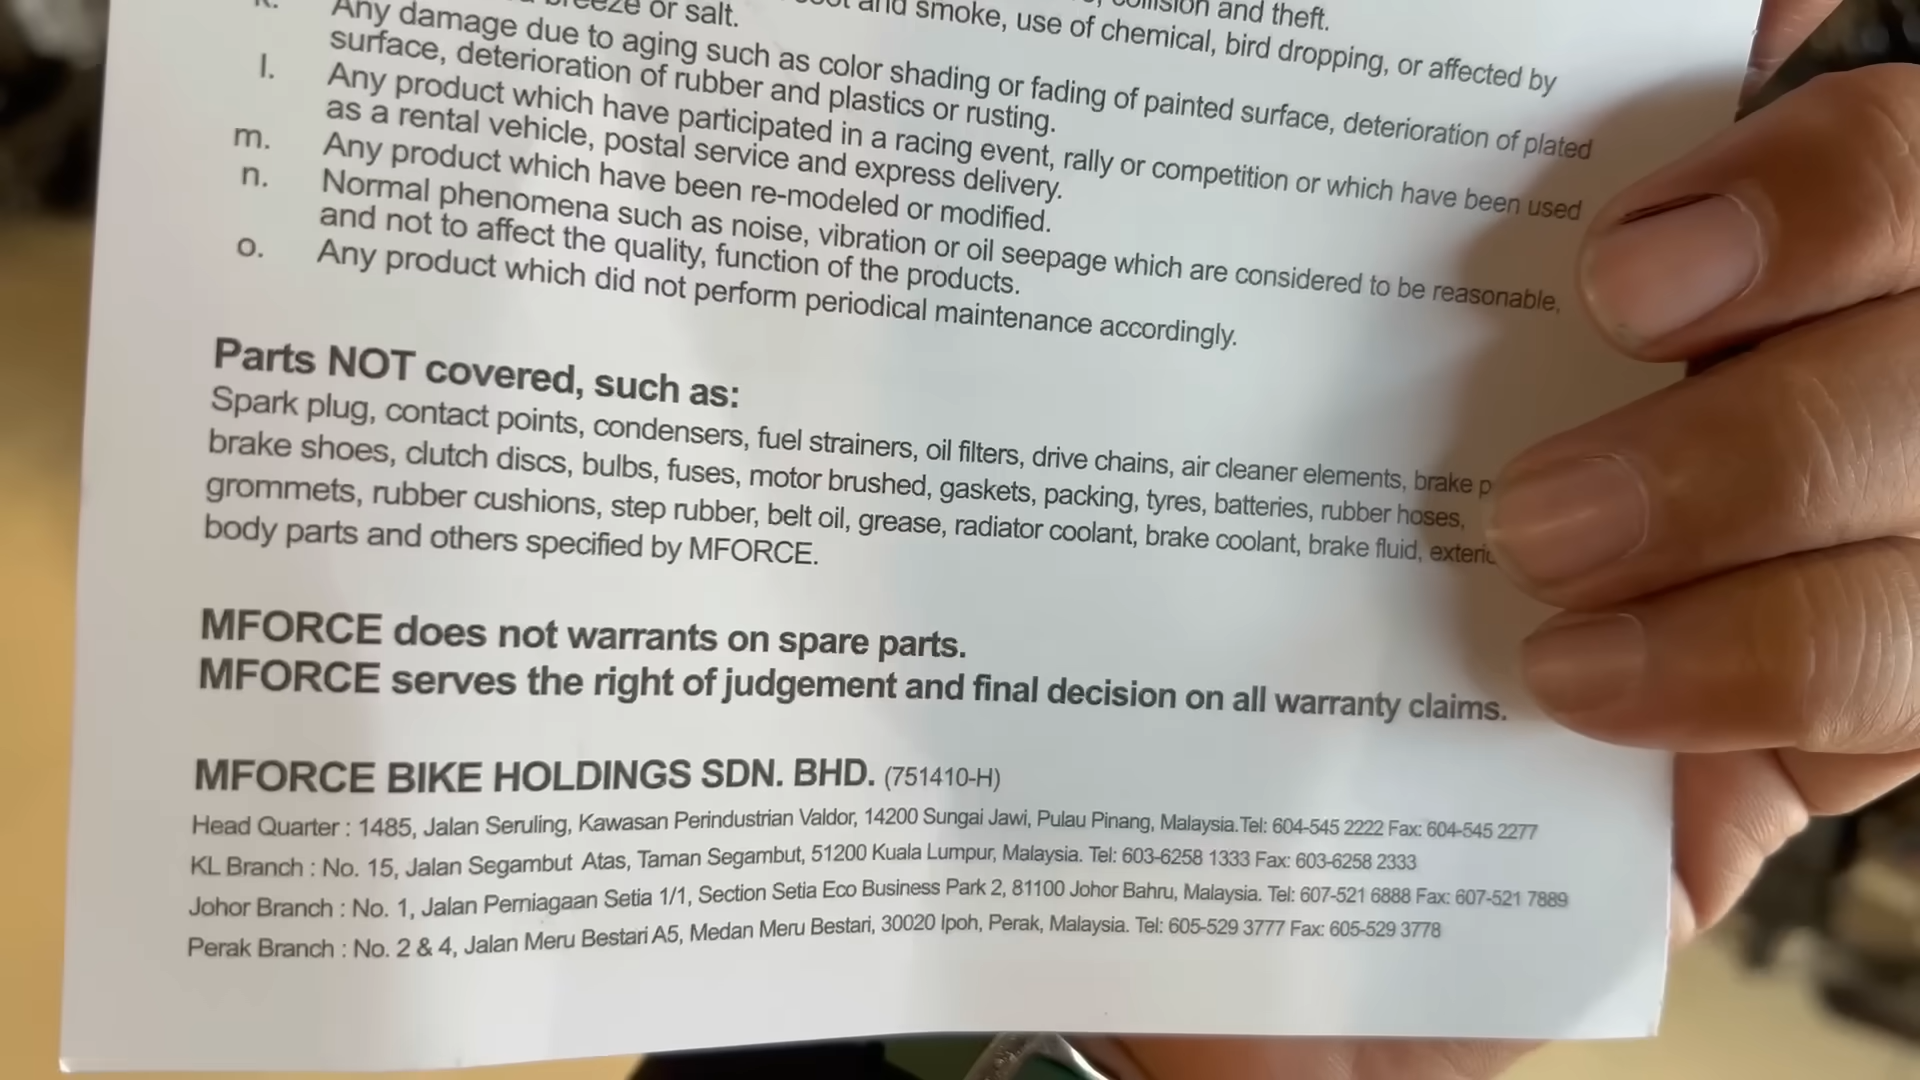 and smoke, use of chemical, bird dropping, or affected by
or salt.
k. Any damage due to aging such as color shading or fading of painted surface, deterioration of plated
surface, deterioration of rubber and plastics or rusting.
l. Any product which have participated in a racing event, rally or competition or which have been used
as a rental vehicle, postal service and express delivery.
m. Any product which have been re-modeled or modified.
n. Normal phenomena such as noise, vibration or oil seepage which are considered to be reasonable,
and not to affect the quality, function of the products.
o. Any product which did not perform periodical maintenance accordingly.
Parts NOT covered, such as:
Spark plug, contact points, condensers, fuel strainers, oil filters, drive chains, air cleaner elements, brake p
brake shoes, clutch discs, bulbs, fuses, motor brushed, gaskets, packing, tyres, batteries, rubber hoses,
grommets, rubber cushions, step rubber, belt oil, grease, radiator coolant, brake coolant, brake fluid,
body parts and others specified by MFORCE.
MFORCE does not warrants on spare parts.
MFORCE serves the right of judgement and final decision on all warranty claims.
MFORCE BIKE HOLDINGS SDN. BHD. (751410-H)
Head Quarter : 1485, Jalan Seruling, Kawasan Perindustrian Valdor, 14200 Sungai Jawi, Pulau Pinang, Malaysia.Tel: 604-545 2222 Fax: 604-545 2277
KL Branch : No. 15, Jalan Segambut Atas, Taman Segambut, 51200 Kuala Lumpur, Malaysia. Tel: 603-6258 1333 Fax: 603-6258 2333
Johor Branch : No. 1, Jalan Perniagaan Setia 1/1, Section Setia Eco Business Park 2, 81100 Johor Bahru, Malaysia. Tel: 607-521 6888 Fax: 607-521 7889
Perak Branch : No. 2 & 4, Jalan Meru Bestari A5, Medan Meru Bestari, 30020 Ipoh, Perak, Malaysia. Tel: 605-529 3777 Fax: 605-529 3778